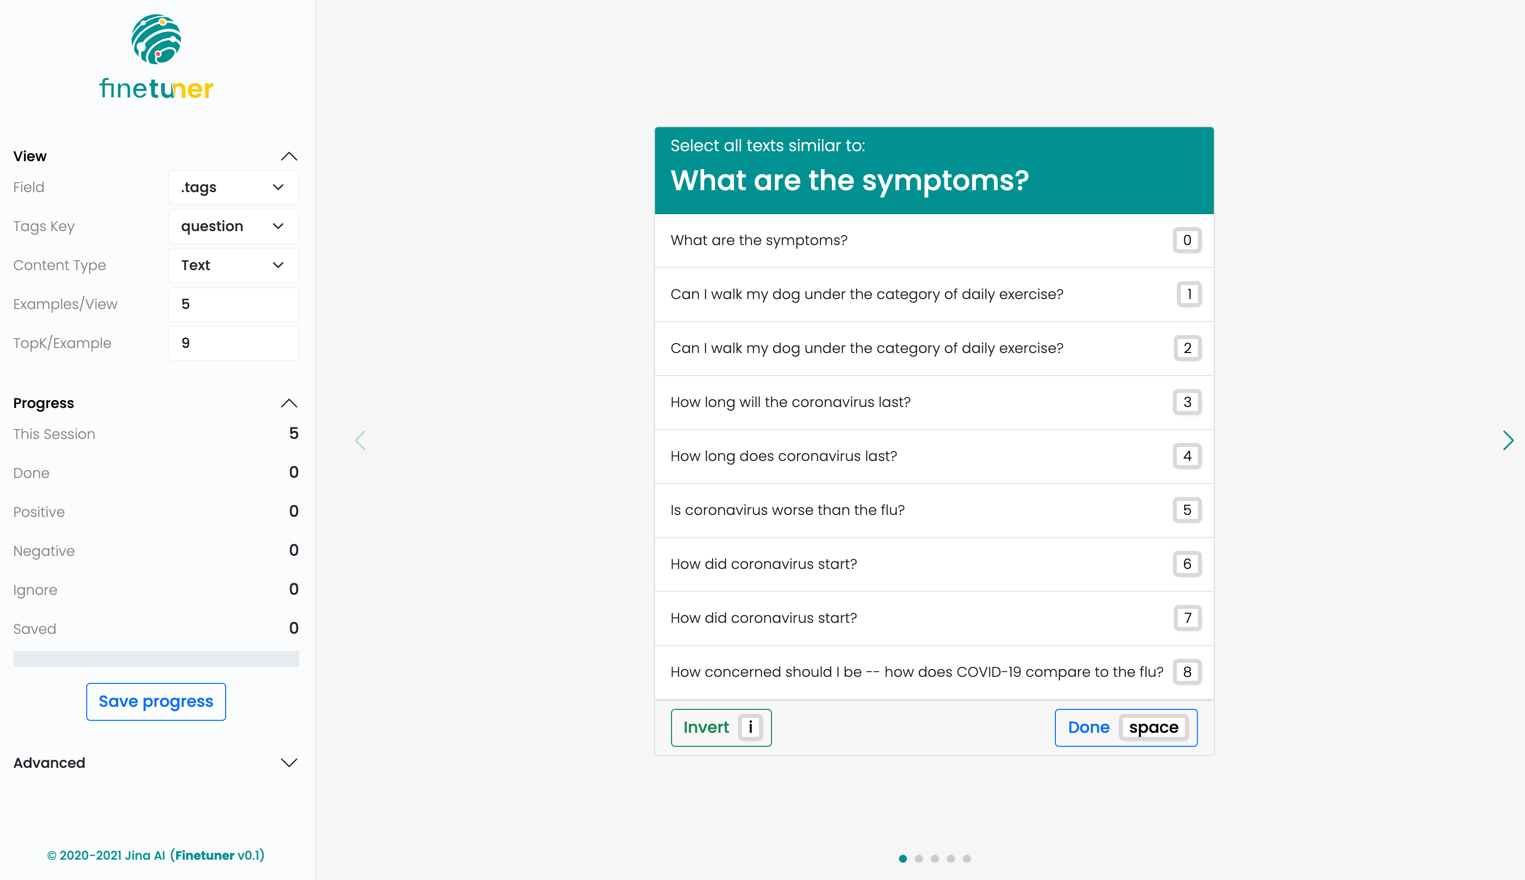 finetuner
View
Field .tags
Tags Key question
Content Type Text
Examples/View 5
TopK/Example 9
Progress
This Session 5
Done 0
Positive 0
Negative 0
Ignore 0
Saved 0
Save progress
Advanced
© 2020-2021 Jina AI (Finetuner v0.1)
Select all texts similar to:
What are the symptoms?
What are the symptoms? 0
Can I walk my dog under the category of daily exercise? 1
Can I walk my dog under the category of daily exercise? 2
How long will the coronavirus last? 3
How long does coronavirus last? 4
Is coronavirus worse than the flu? 5
How did coronavirus start? 6
How did coronavirus start? 7
How concerned should I be -- how does COVID-19 compare to the flu? 8
Invert i Done space